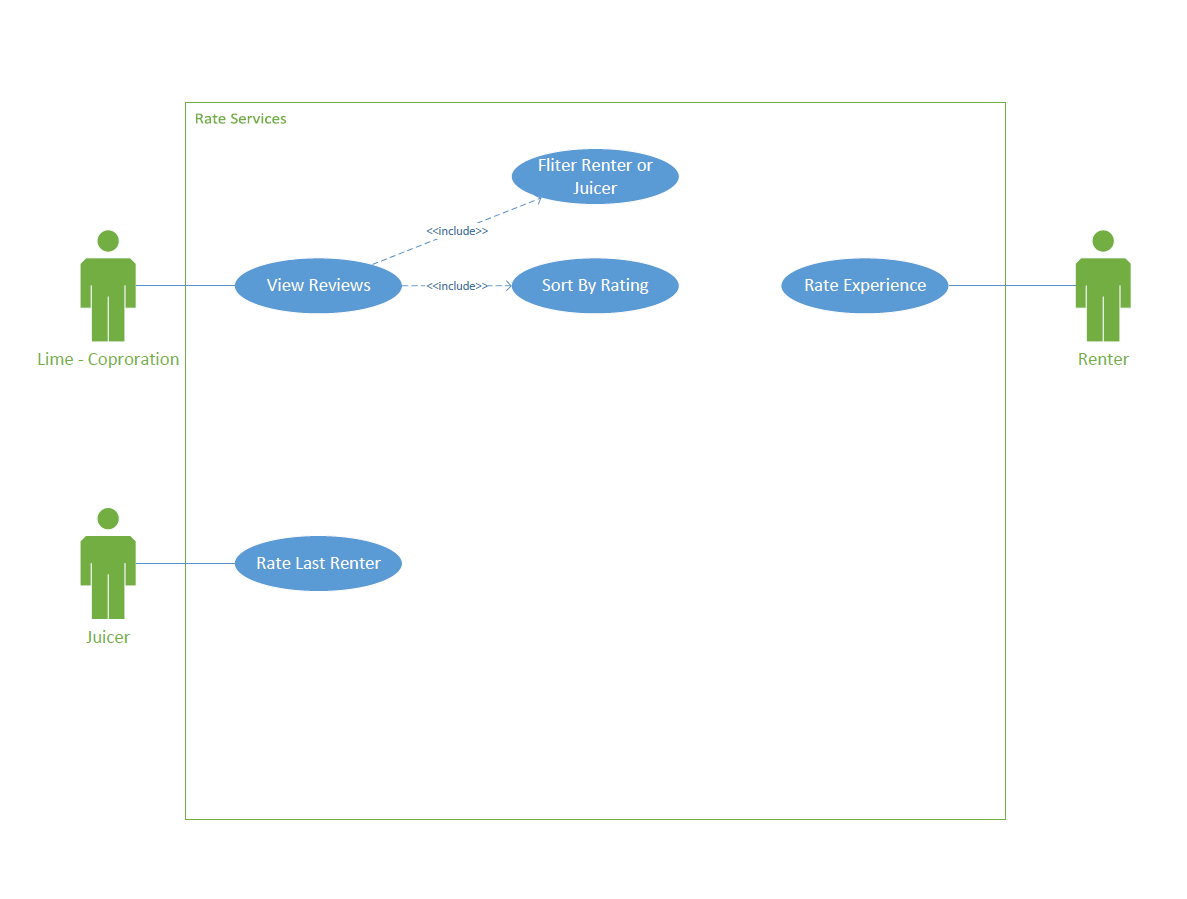 Rate Services
Fliter Renter or
Juicer
<<include>>
View Reviews
<<include>>
Sort By Rating
Rate Experience
Lime - Coproration
Renter
Rate Last Renter
Juicer